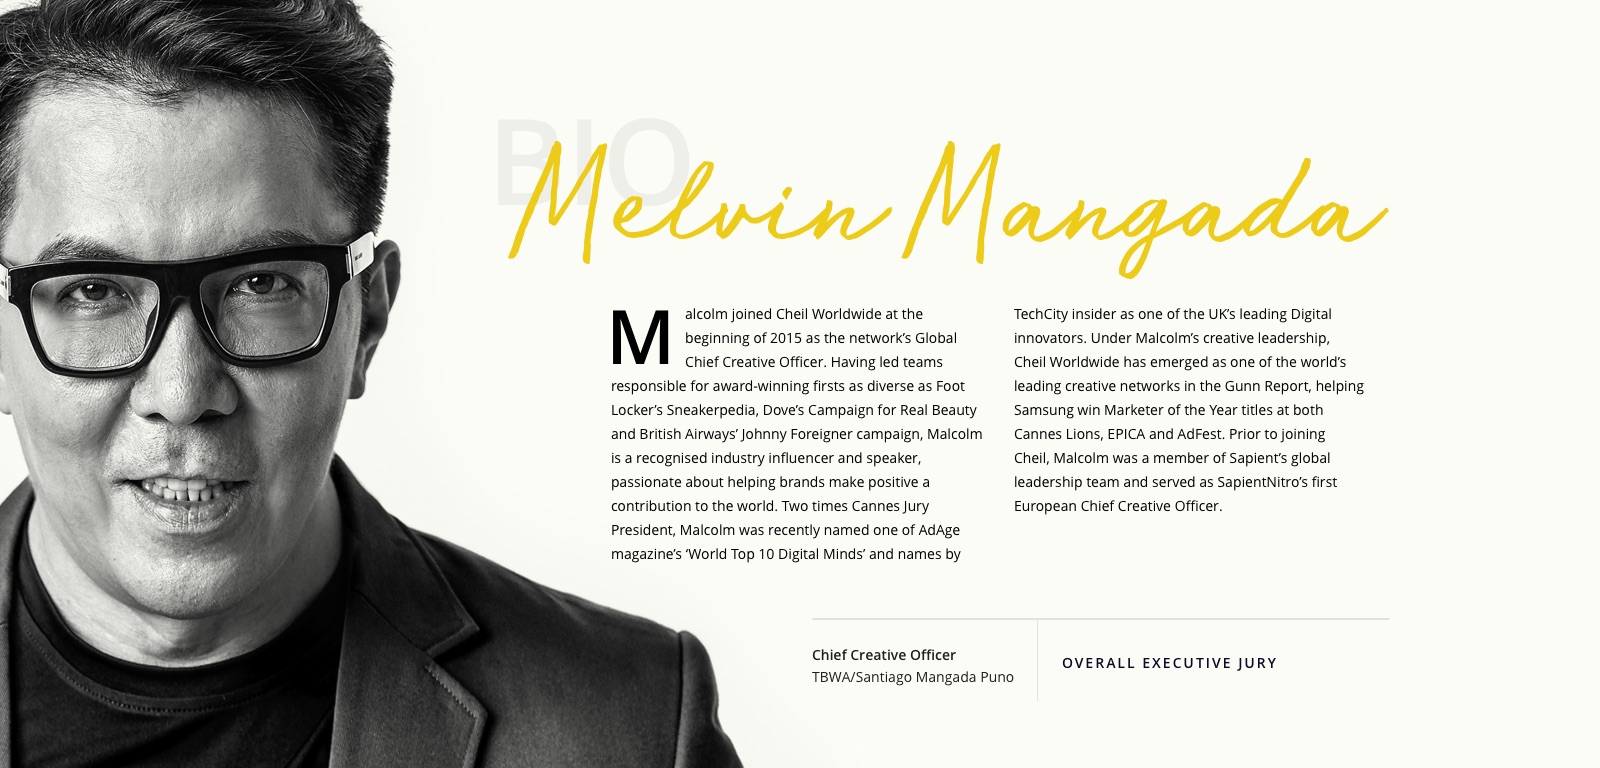 BIO
Melvin Mangada
Malcolm joined Cheil Worldwide at the
beginning of 2015 as the network’s Global
Chief Creative Officer. Having led teams
responsible for award-winning firsts as diverse as Foot
Locker’s Sneakerpedia, Dove’s Campaign for Real Beauty
and British Airways’ Johnny Foreigner campaign, Malcolm
is a recognised industry influencer and speaker,
passionate about helping brands make positive a
contribution to the world. Two times Cannes Jury
President, Malcolm was recently named one of AdAge
magazine’s ‘World Top 10 Digital Minds’ and names by
TechCity insider as one of the UK’s leading Digital
innovators. Under Malcolm’s creative leadership,
Cheil Worldwide has emerged as one of the world’s
leading creative networks in the Gunn Report, helping
Samsung win Marketer of the Year titles at both
Cannes Lions, EPICA and AdFest. Prior to joining
Cheil, Malcolm was a member of Sapient’s global
leadership team and served as SapientNitro’s first
European Chief Creative Officer.
Chief Creative Officer
TBWA/Santiago Mangada Puno
OVERALL EXECUTIVE JURY